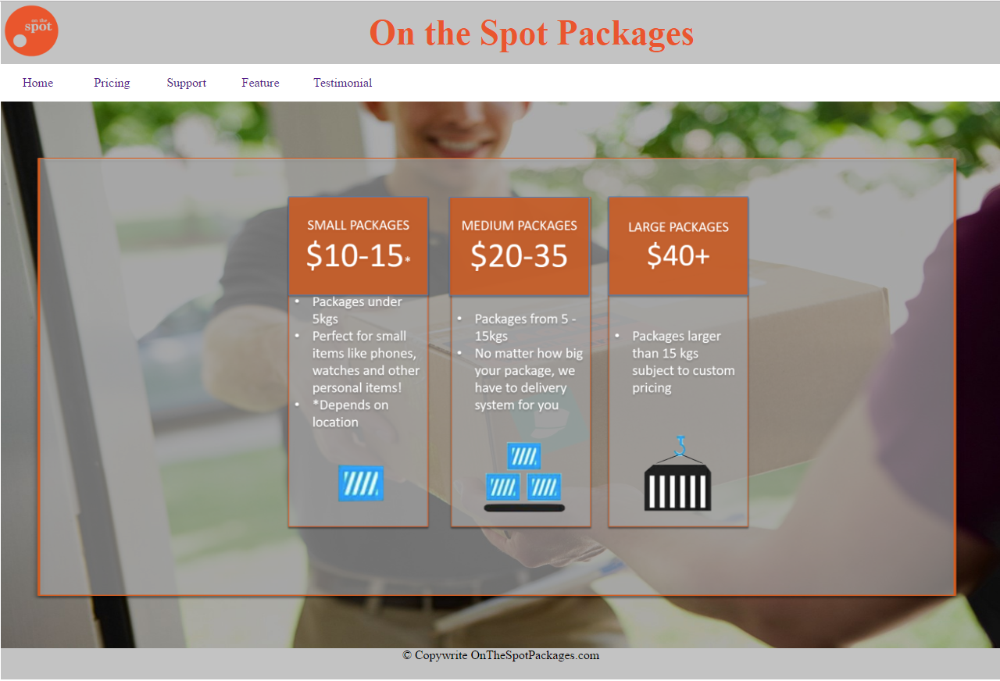 on the
spot
On the Spot Packages
Home Pricing Support Feature Testimonial
SMALL PACKAGES
$10-15*
• Packages under
5kgs
• Perfect for small
items like phones,
watches and other
personal items!
• *Depends on
location
MEDIUM PACKAGES
$20-35
• Packages from 5 -
15kgs
• No matter how big
your package, we
have to delivery
system for you
LARGE PACKAGES
$40+
• Packages larger
than 15 kgs
subject to custom
pricing
© Copywrite OnTheSpotPackages.com